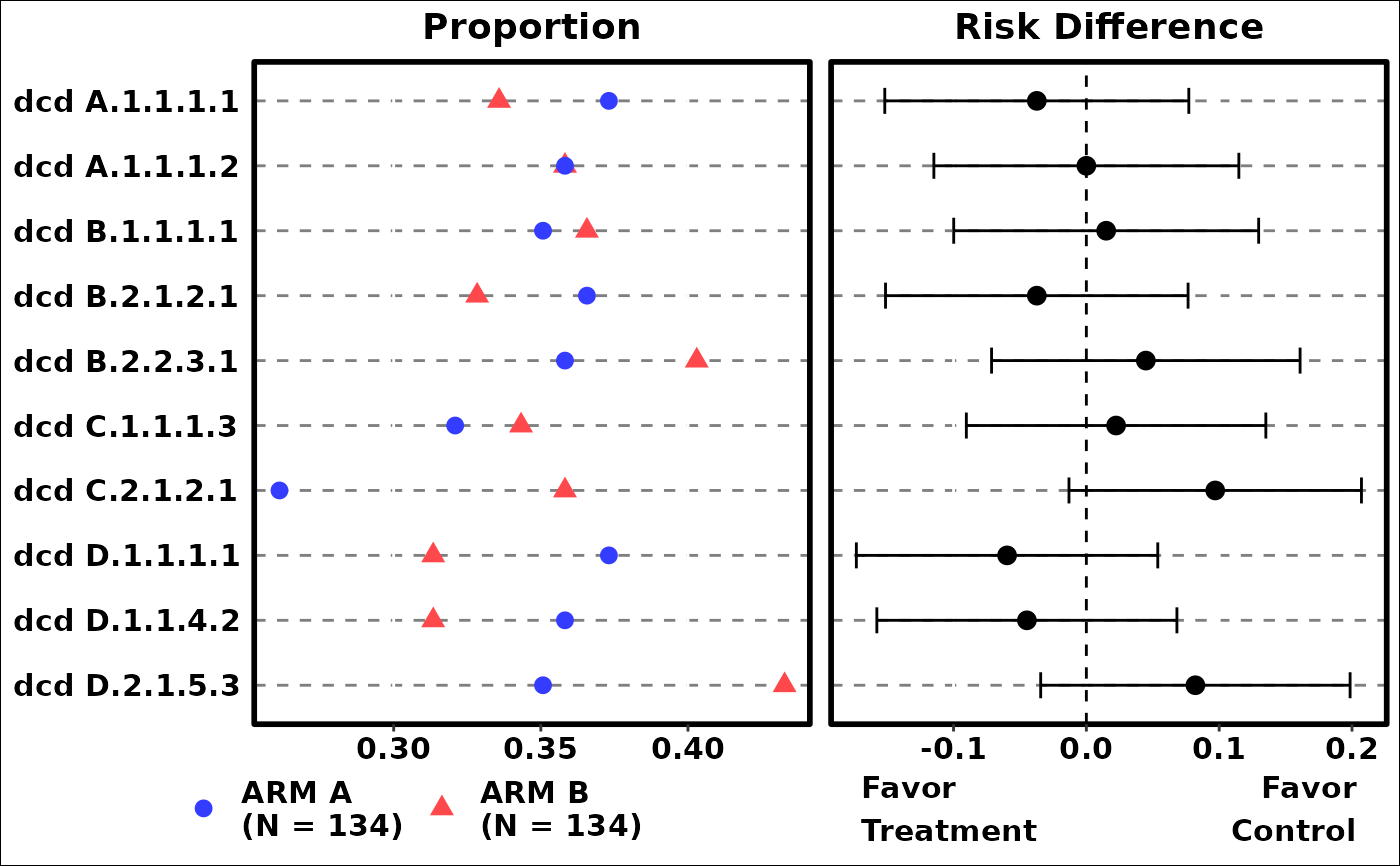 Proportion
Risk Difference
dcd A.1.1.1.1
dcd A.1.1.1.2
dcd B.1.1.1.1
dcd B.2.1.2.1
dcd B.2.2.3.1
dcd C.1.1.1.3
dcd C.2.1.2.1
dcd D.1.1.1.1
dcd D.1.1.4.2
dcd D.2.1.5.3
0.30 0.35 0.40
-0.1 0.0 0.1 0.2
ARM A
(N = 134)
ARM B
(N = 134)
Favor
Treatment
Favor
Control